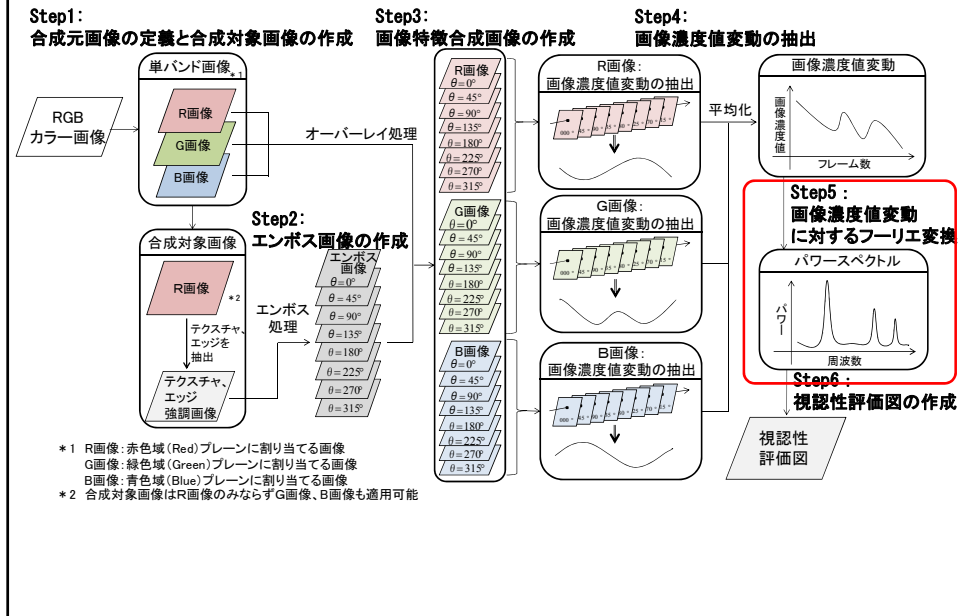 Step1:
合成元画像の定義と合成対象画像の作成
RGB
カラー画像
単バンド画像
*1
R画像
G画像
B画像
オーバーレイ処理
合成対象画像
R画像
*2
テクスチャ、
エッジを
抽出
テクスチャ、
エッジ
強調画像
Step2:
エンボス画像の作成
エンボス
処理
エンボス
画像
θ=0°
θ = 45°
θ = 90°
θ=135°
θ=180°
θ=225°
θ=270°
θ=315°
Step3:
画像特徴合成画像の作成
R画像
θ=0°
θ = 45°
θ = 90°
θ=135°
θ=180°
θ=225°
θ=270°
θ=315°
G画像
θ=0°
θ = 45°
θ = 90°
θ=135°
θ=180°
θ=225°
θ=270°
θ=315°
B画像
θ=0°
θ = 45°
θ = 90°
θ=135°
θ=180°
θ=225°
θ=270°
θ=315°
Step4:
画像濃度値変動の抽出
R画像:
画像濃度値変動の抽出
G画像:
画像濃度値変動の抽出
B画像:
画像濃度値変動の抽出
平均化
画像濃度値変動
画像濃度値
フレーム数
Step5:
画像濃度値変動
に対するフーリエ変換
パワースペクトル
パワー
周波数
Step6:
視認性評価図の作成
視認性
評価図
*1 R画像:赤色域(Red)プレーンに割り当てる画像
G画像:緑色域(Green)プレーンに割り当てる画像
B画像:青色域(Blue)プレーンに割り当てる画像
*2 合成対象画像はR画像のみならずG画像、B画像も適用可能